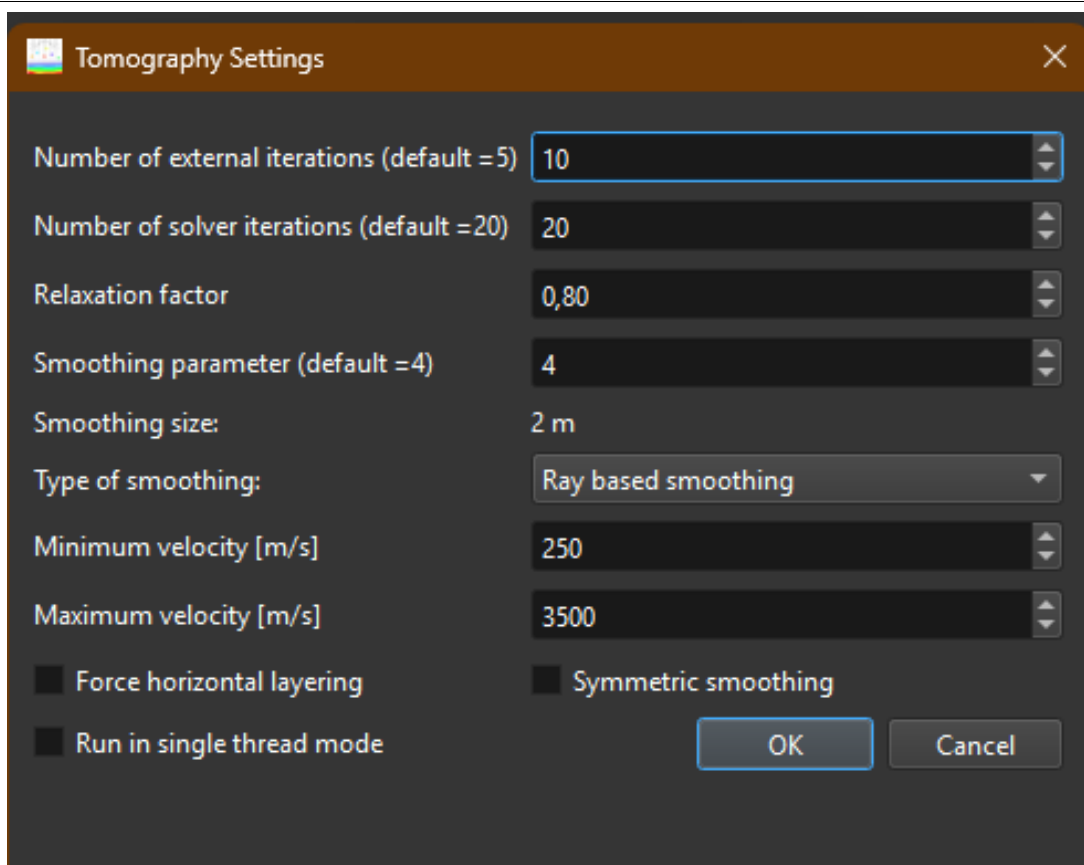 Tomography Settings
Number of external iterations (default =5) 10
Number of solver iterations (default =20) 20
Relaxation factor 0,80
Smoothing parameter (default =4) 4
Smoothing size: 2 m
Type of smoothing: Ray based smoothing
Minimum velocity [m/s] 250
Maximum velocity [m/s] 3500
Force horizontal layering Symmetric smoothing
Run in single thread mode OK Cancel